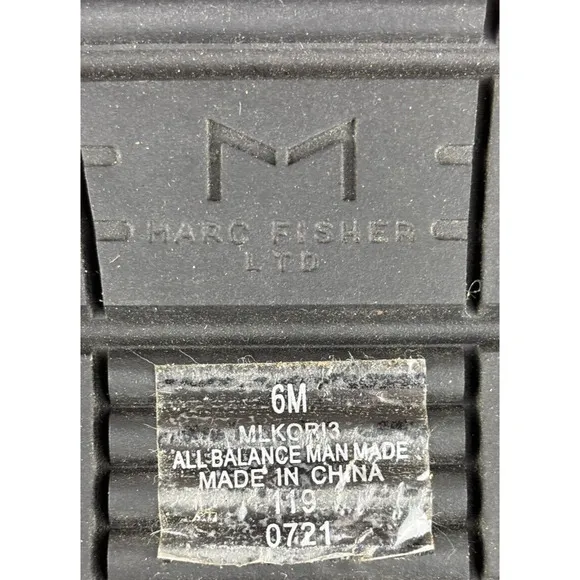 M
MARC FISHER
LTD
6M
MLKORI3
ALL BALANCE MAN MADE
MADE IN CHINA
119
0721